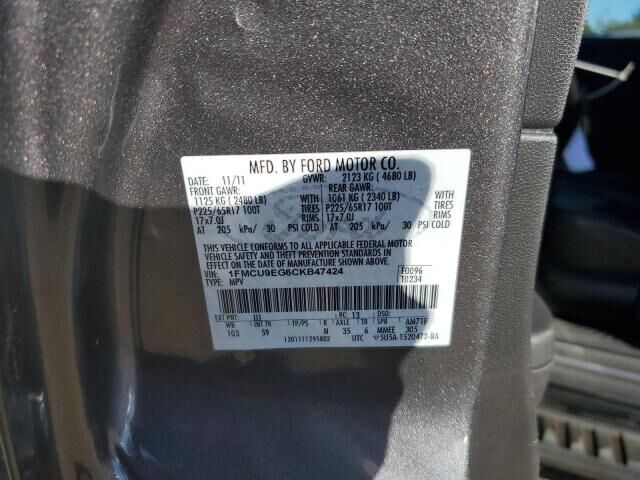 MFD. BY FORD MOTOR CO.
DATE: 11/11 GVWR: 2123 KG ( 4680 LB)
FRONT GAWR: REAR GAWR:
1125 KG ( 2480 LB) WITH 1061 KG ( 2340 LB) WITH
P225/65R17 100T TIRES P225/65R17 100T TIRES
17x7.0J RIMS 17x7.0J RIMS
AT 205 kPa/ 30 PSI COLD AT 205 kPa/ 30 PSI COLD
THIS VEHICLE CONFORMS TO ALL APPLICABLE FEDERAL MOTOR
VEHICLE SAFETY AND THEFT PREVENTION STANDARDS IN
EFFECT ON THE DATE OF MANUFACTURE SHOWN ABOVE.
VIN: 1FMCU9EG6CKB47424 F0096
TYPE: MPV T0234
EXT PNT: UJ RC: 13 DSO:
WB INT TR TP/PS R AXLE TR SPR AM71F
103 59 N 35 6 MMEE 305
1201111295802 UTC 5U5A-1520472-BA